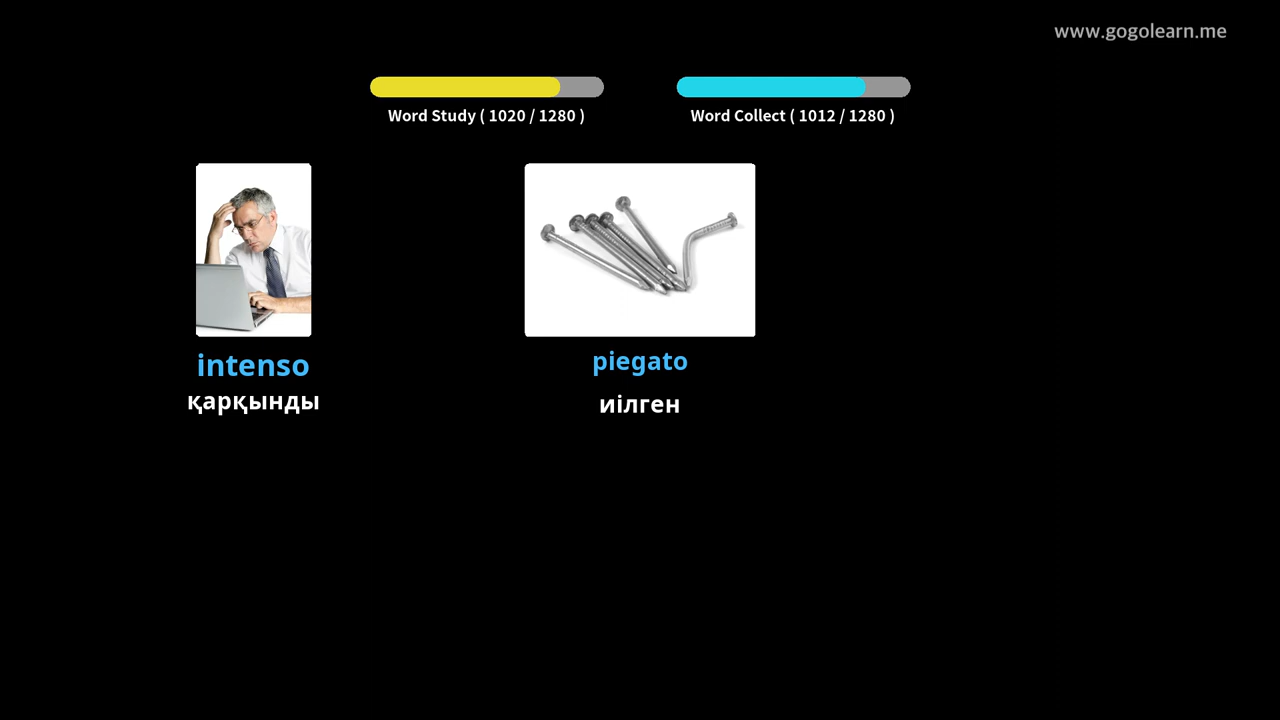 www.gogolearn.me
Word Study ( 1020 / 1280 )
Word Collect ( 1012 / 1280 )
intenso
қарқынды
piegato
иілген